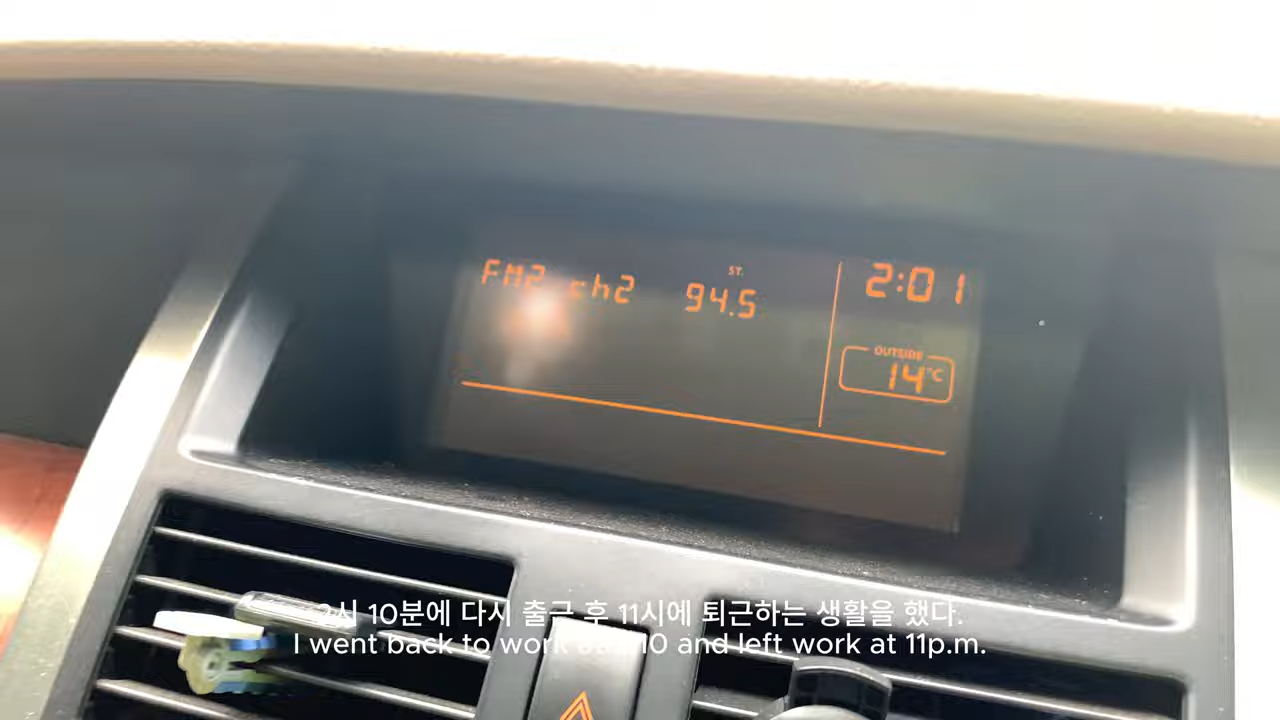 FM2 ch2 ST. 94.5
2:01
OUTSIDE
14°C
시 10분에 다시 출근 후 11시에 퇴근하는 생활을 했다.
I went back to work and left work at 11p.m.